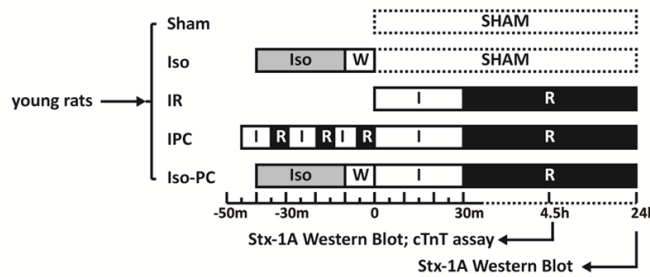 Sham SHAM
Iso Iso W SHAM
young rats IR I R
IPC I R I R I R I R
Iso-PC Iso W I R
-50m -30m 0 30m 4.5h 24h
Stx-1A Western Blot; cTnT assay
Stx-1A Western Blot